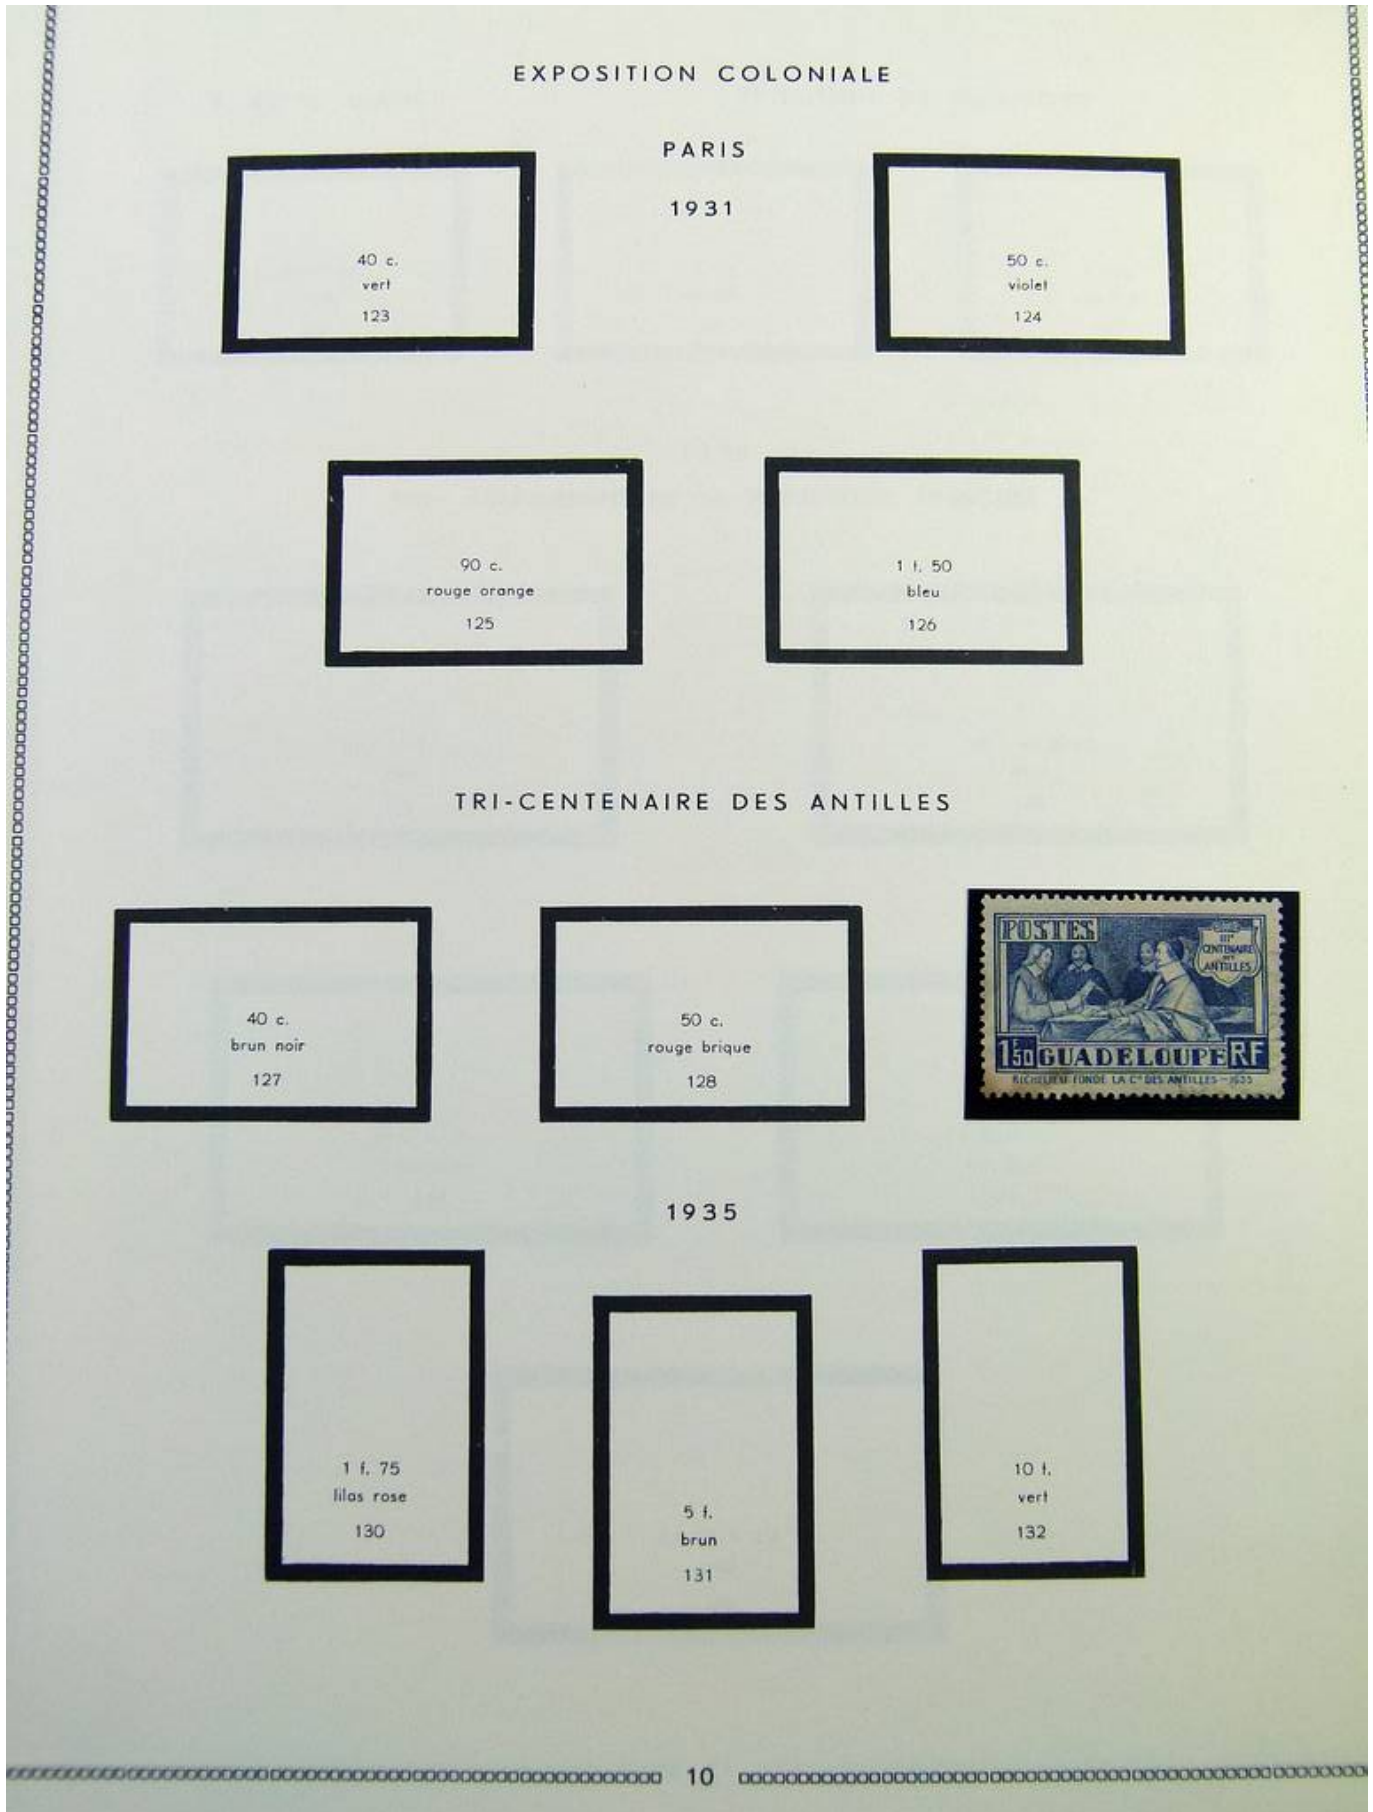 EXPOSITION COLONIALE
PARIS
1931
40 c.
vert
123
50 c.
violet
124
90 c.
rouge orange
125
1 f. 50
bleu
126
TRI-CENTENAIRE DES ANTILLES
40 c.
brun noir
127
50 c.
rouge brique
128
POSTES
IIIe
CENTENAIRE
DES
ANTILLES
1F50 GUADELOUPE RF
RICHELIEU FONDE LA Cie DES ANTILLES - 1635
1935
1 f. 75
lilas rose
130
5 f.
brun
131
10 f.
vert
132
10